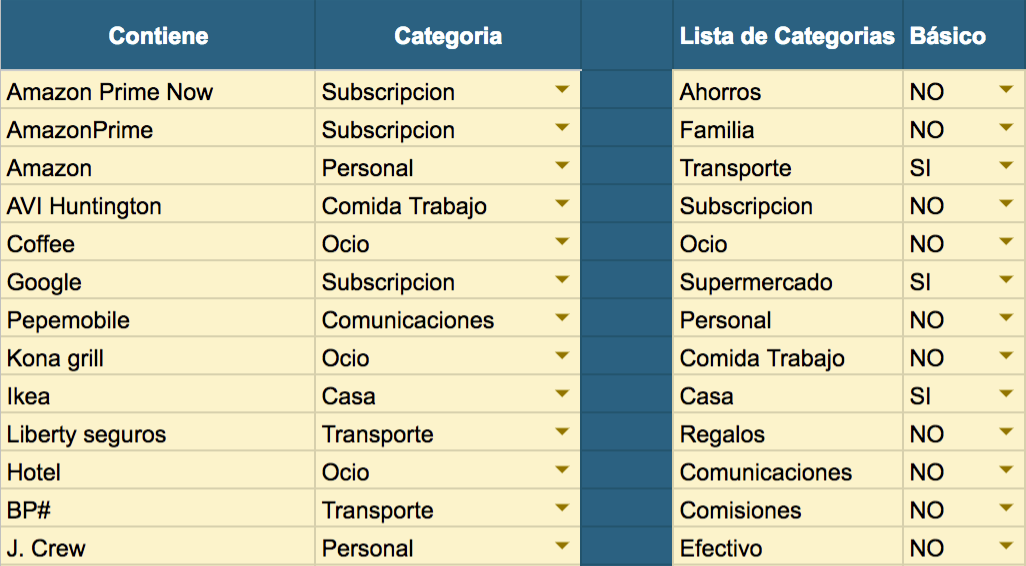 Contiene Categoria Lista de Categorias Básico
Amazon Prime Now Subscripcion Ahorros NO
AmazonPrime Subscripcion Familia NO
Amazon Personal Transporte SI
AVI Huntington Comida Trabajo Subscripcion NO
Coffee Ocio Ocio NO
Google Subscripcion Supermercado SI
Pepemobile Comunicaciones Personal NO
Kona grill Ocio Comida Trabajo NO
Ikea Casa Casa SI
Liberty seguros Transporte Regalos NO
Hotel Ocio Comunicaciones NO
BP# Transporte Comisiones NO
J. Crew Personal Efectivo NO